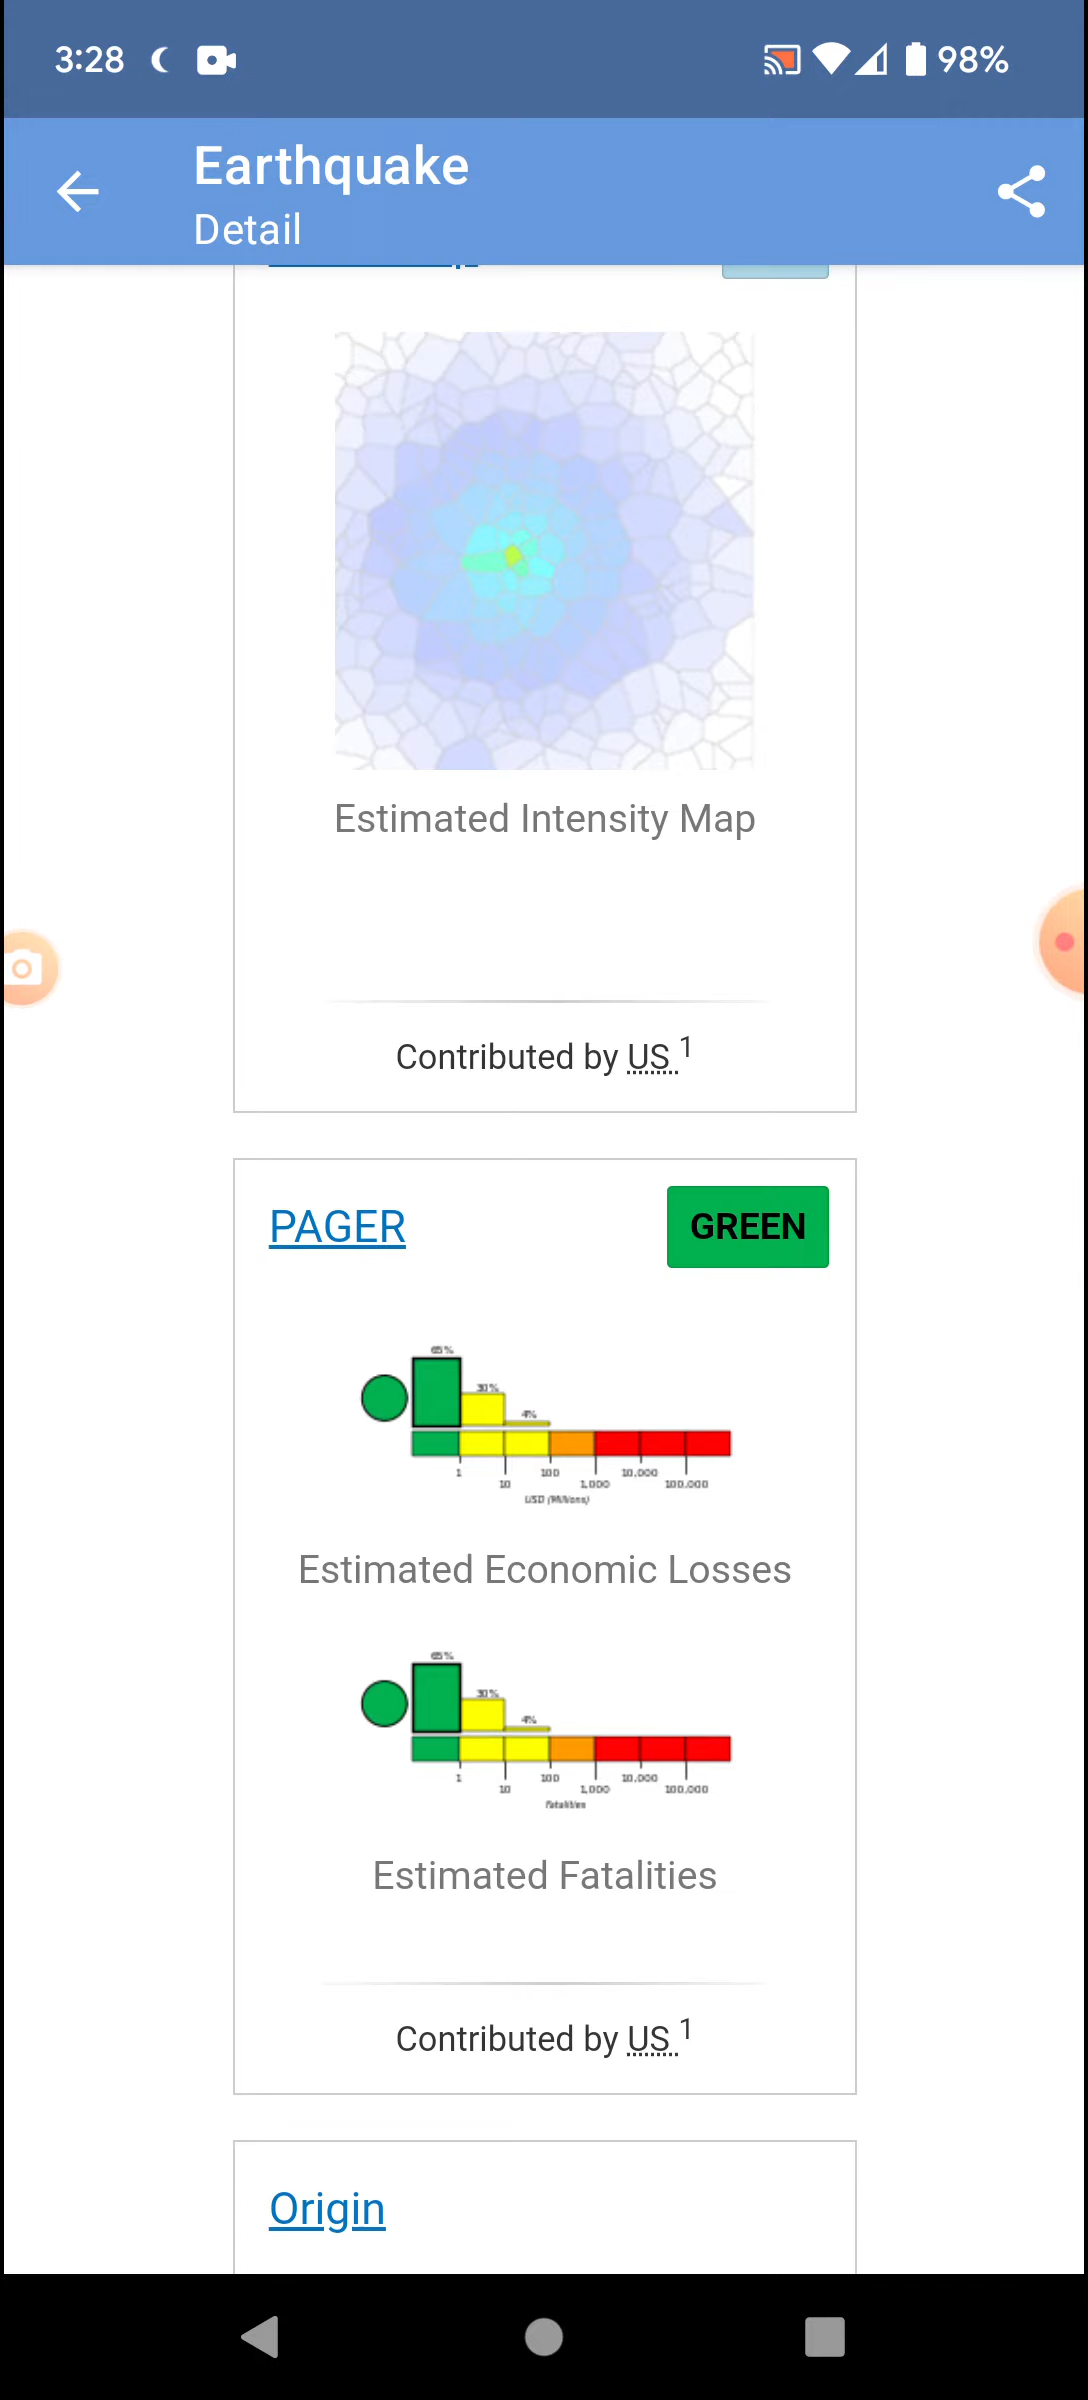 3:28
98%
Earthquake
Detail
Estimated Intensity Map
Contributed by US 1
PAGER
GREEN
65%
30%
4%
1
100
10,000
10
1,000
100,000
USD (Millions)
Estimated Economic Losses
65%
30%
4%
1
100
10,000
10
1,000
100,000
Fatalities
Estimated Fatalities
Contributed by US 1
Origin